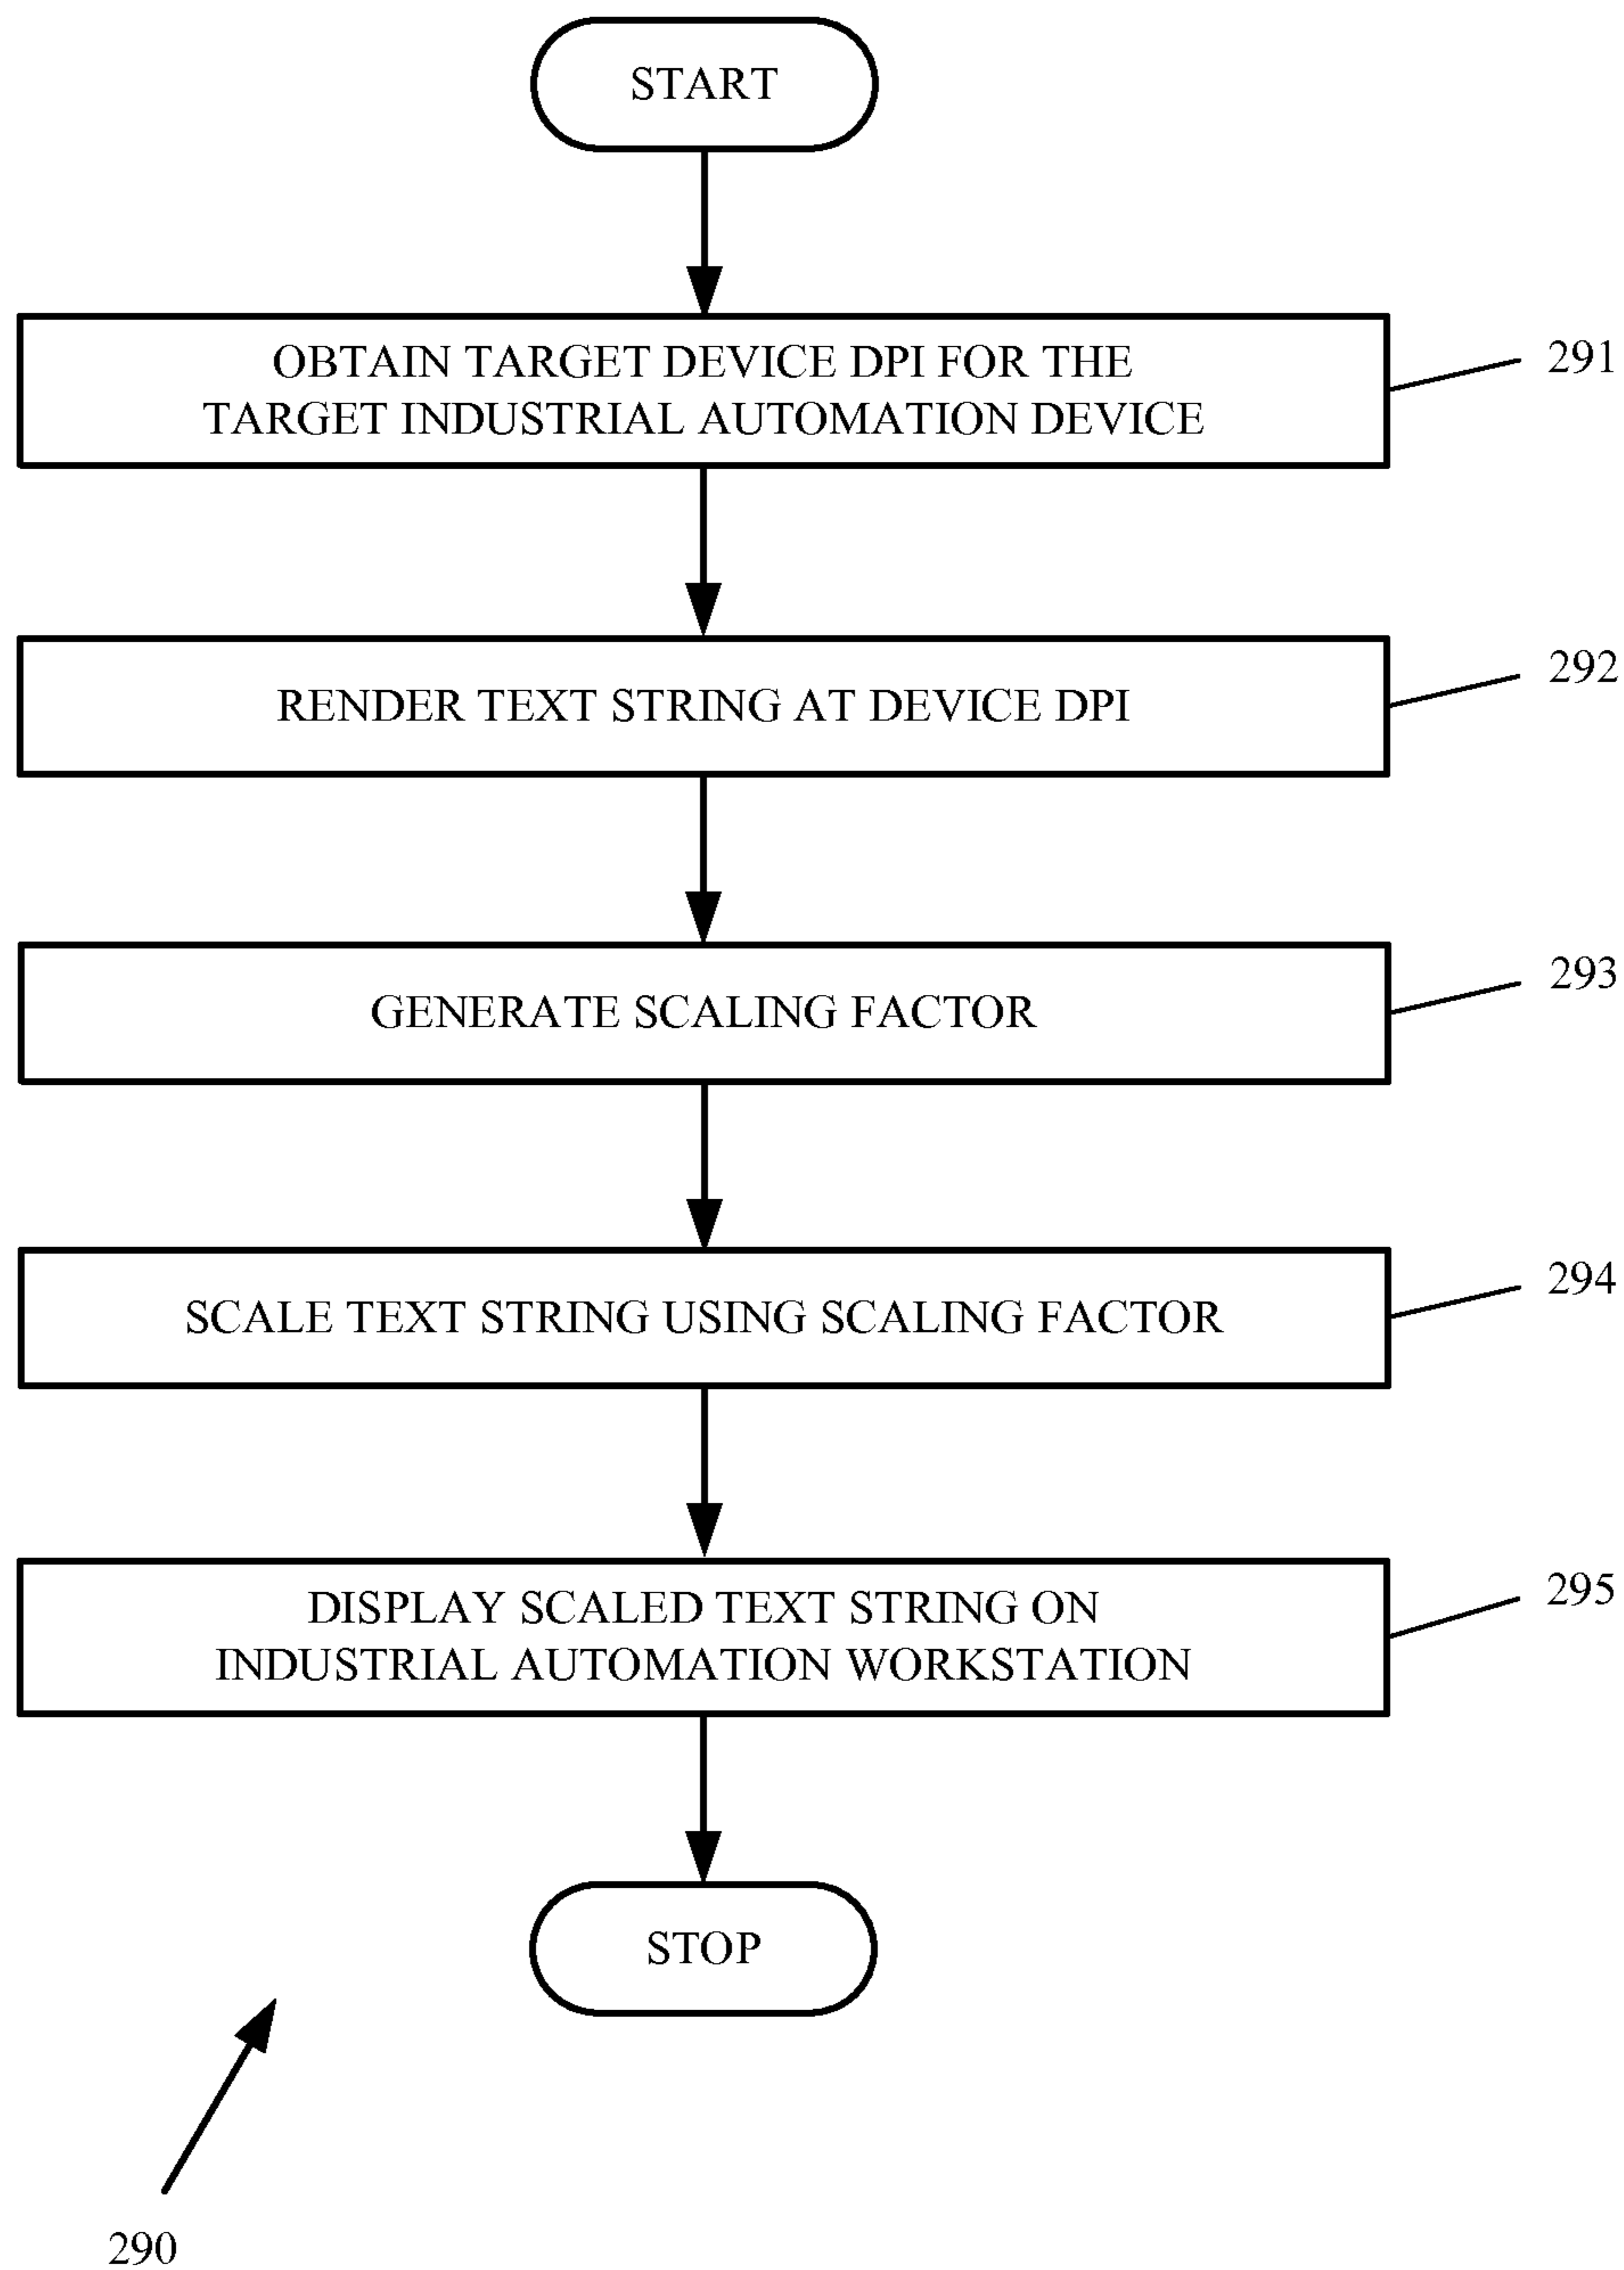 START
OBTAIN TARGET DEVICE DPI FOR THE
TARGET INDUSTRIAL AUTOMATION DEVICE
291
RENDER TEXT STRING AT DEVICE DPI
292
GENERATE SCALING FACTOR
293
SCALE TEXT STRING USING SCALING FACTOR
294
DISPLAY SCALED TEXT STRING ON
INDUSTRIAL AUTOMATION WORKSTATION
295
STOP
290